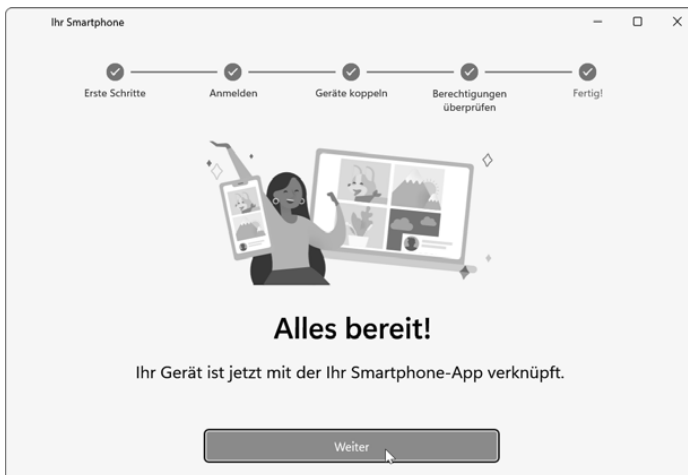 Ihr Smartphone
Erste Schritte
Anmelden
Geräte koppeln
Berechtigungen
überprüfen
Fertig!
Alles bereit!
Ihr Gerät ist jetzt mit der Ihr Smartphone-App verknüpft.
Weiter